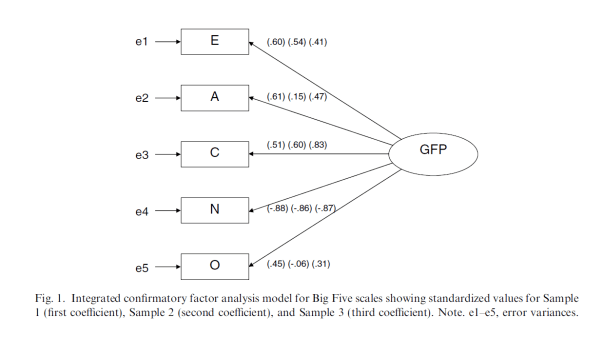 e1 E (.60) (.54) (.41)
e2 A (.61) (.15) (.47)
e3 C (.51) (.60) (.83) GFP
e4 N (-.88) (-.86) (-.87)
e5 O (.45) (-.06) (.31)
Fig. 1. Integrated confirmatory factor analysis model for Big Five scales showing standardized values for Sample
1 (first coefficient), Sample 2 (second coefficient), and Sample 3 (third coefficient). Note. e1–e5, error variances.